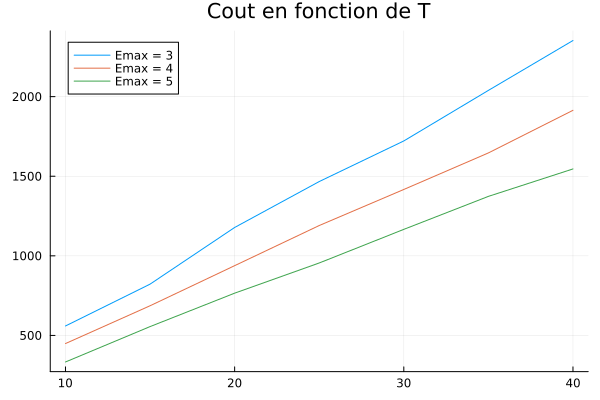 Cout en fonction de T
Emax = 3
Emax = 4
Emax = 5
2000
1500
1000
500
10 20 30 40